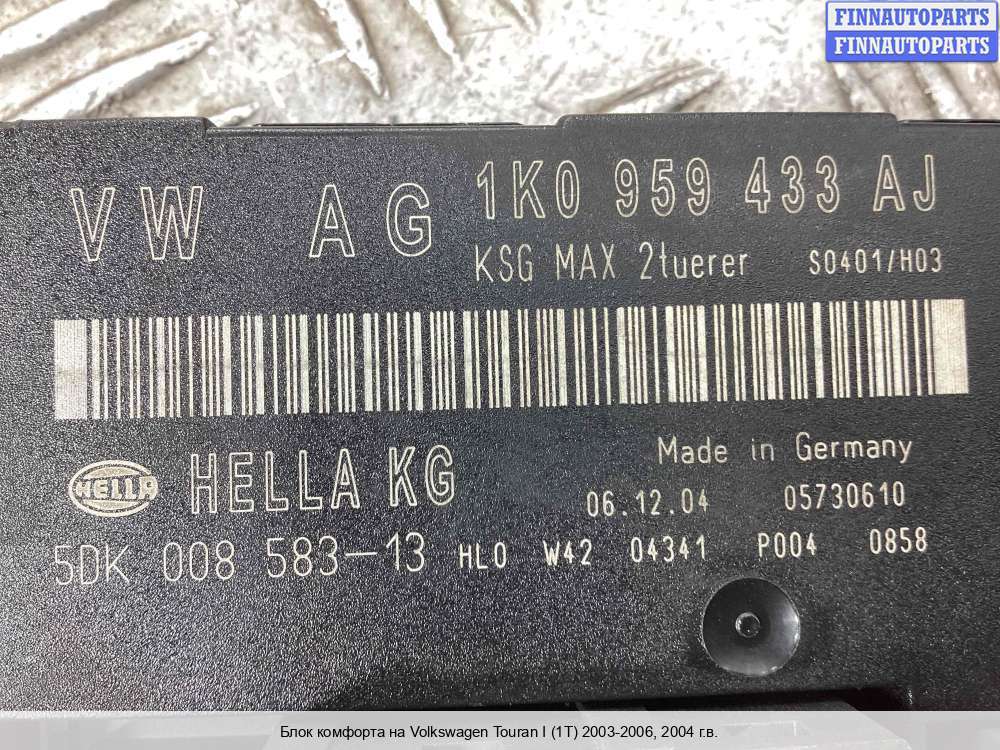 FINNAUTOPARTS
FINNAUTOPARTS
VW AG 1K0 959 433 AJ
KSG MAX 2tuerer S0401/H03
Made in Germany
HELLA HELLA KG
06.12.04 05730610
5DK 008 583-13 HLO W42 04341 P004 0858
Блок комфорта на Volkswagen Touran I (1T) 2003-2006, 2004 г.в.